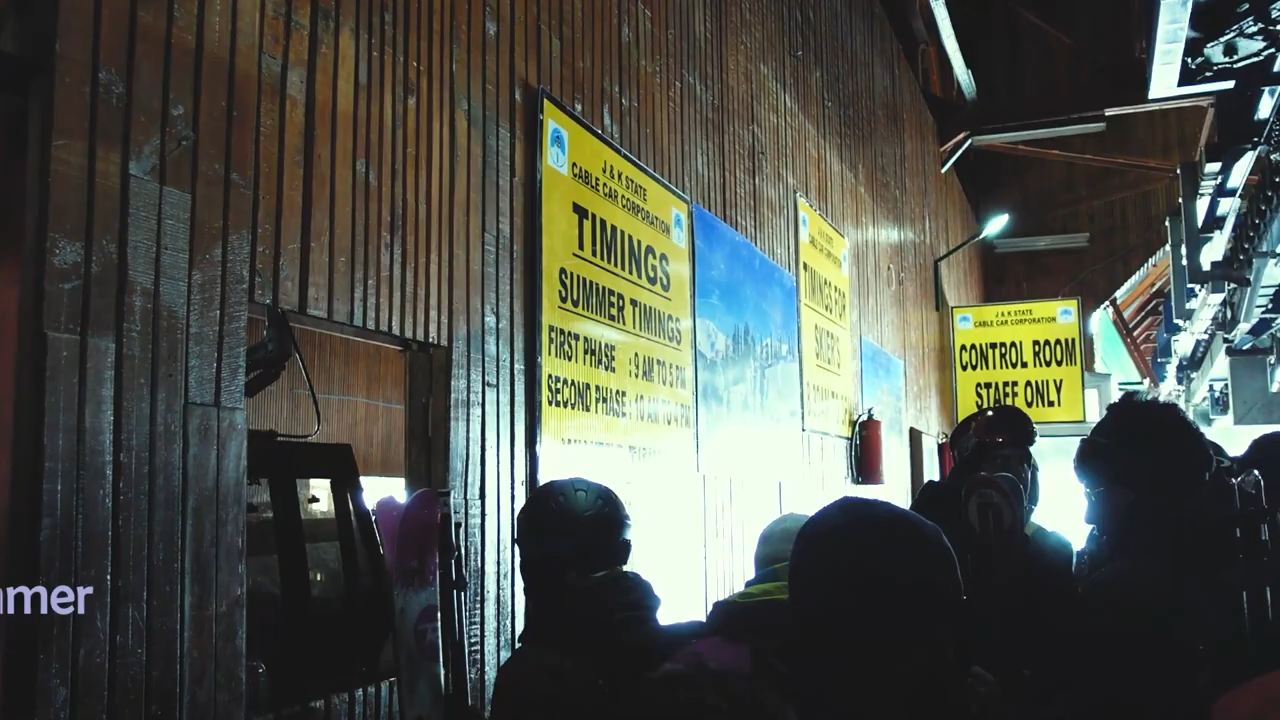 J & K STATE
CABLE CAR CORPORATION
TIMINGS
SUMMER TIMINGS
FIRST PHASE : 9 AM TO 5 PM
SECOND PHASE : 10 AM TO 4 PM
J & K STATE
CABLE CAR CORPORATION
TIMINGS FOR
SKIER'S
J & K STATE
CABLE CAR CORPORATION
CONTROL ROOM
STAFF ONLY
mer